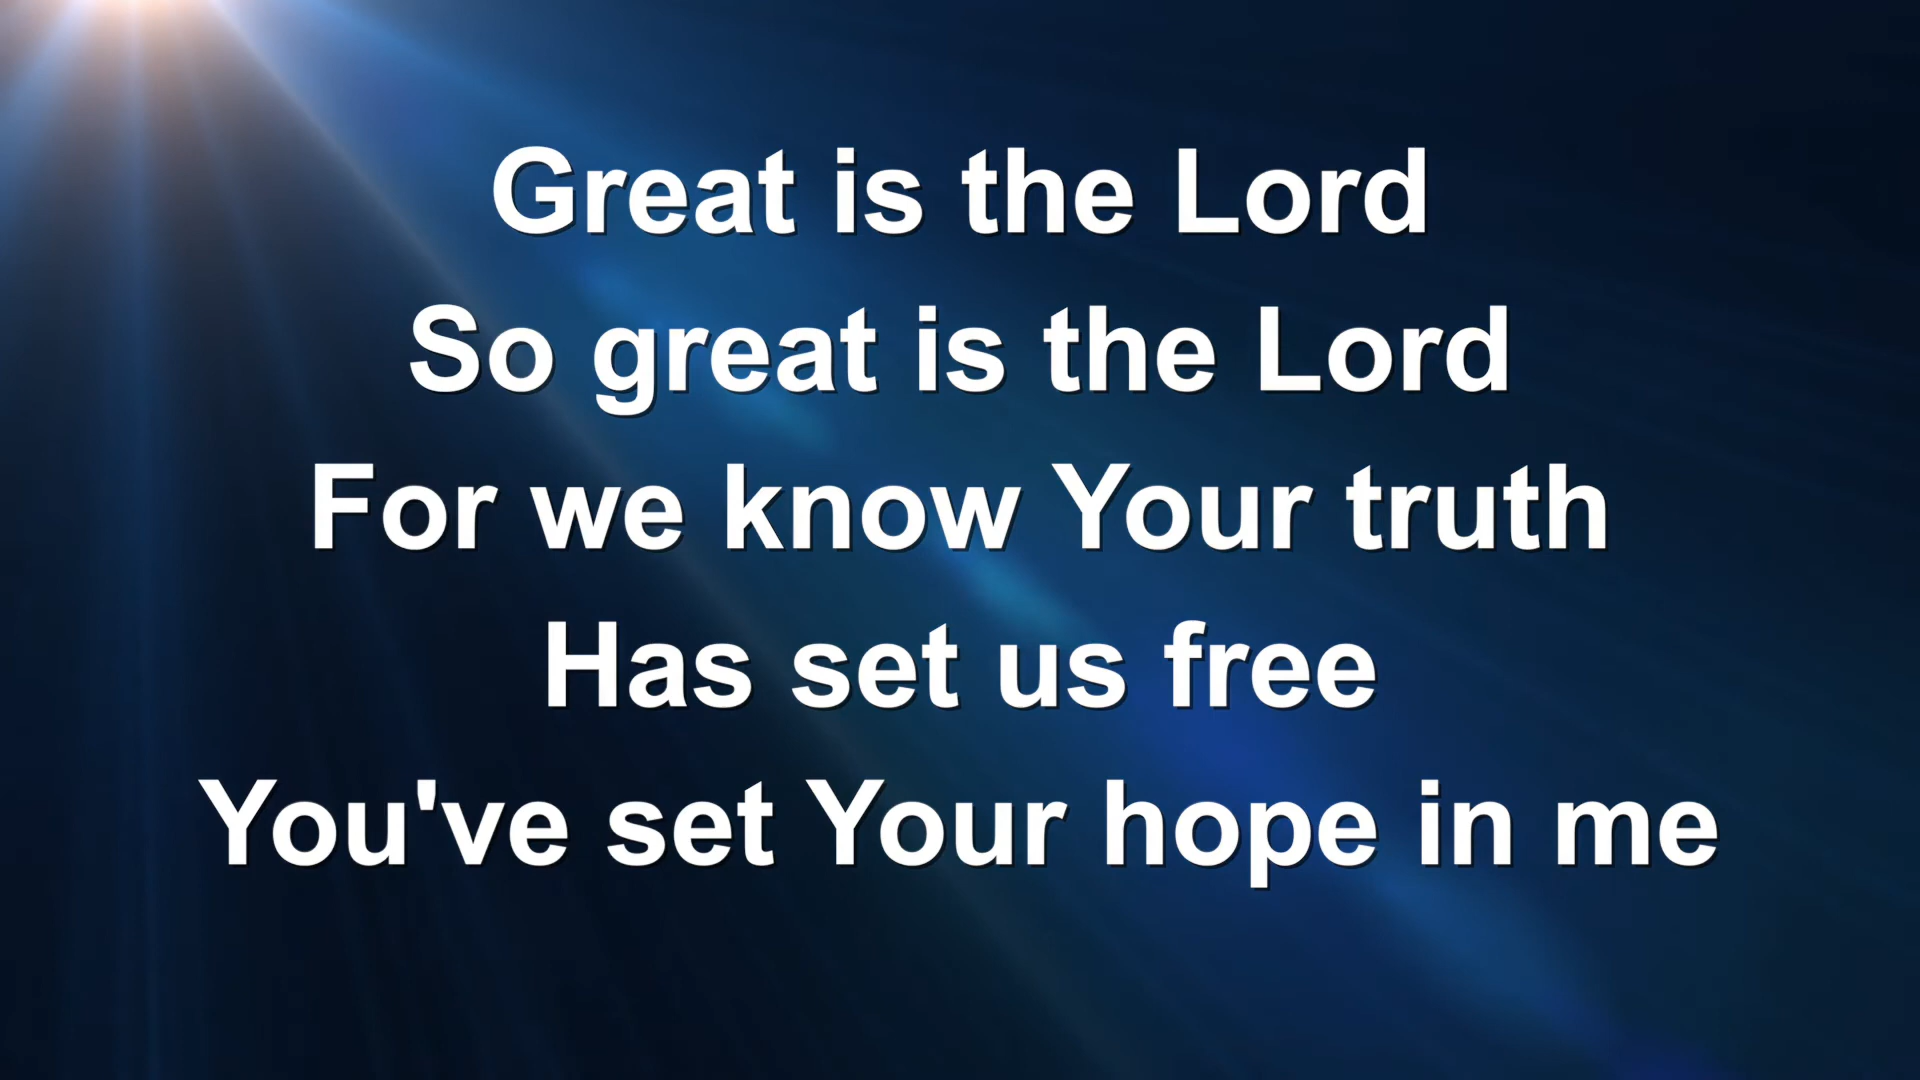 Great is the Lord
So great is the Lord
For we know Your truth
Has set us free
You've set Your hope in me